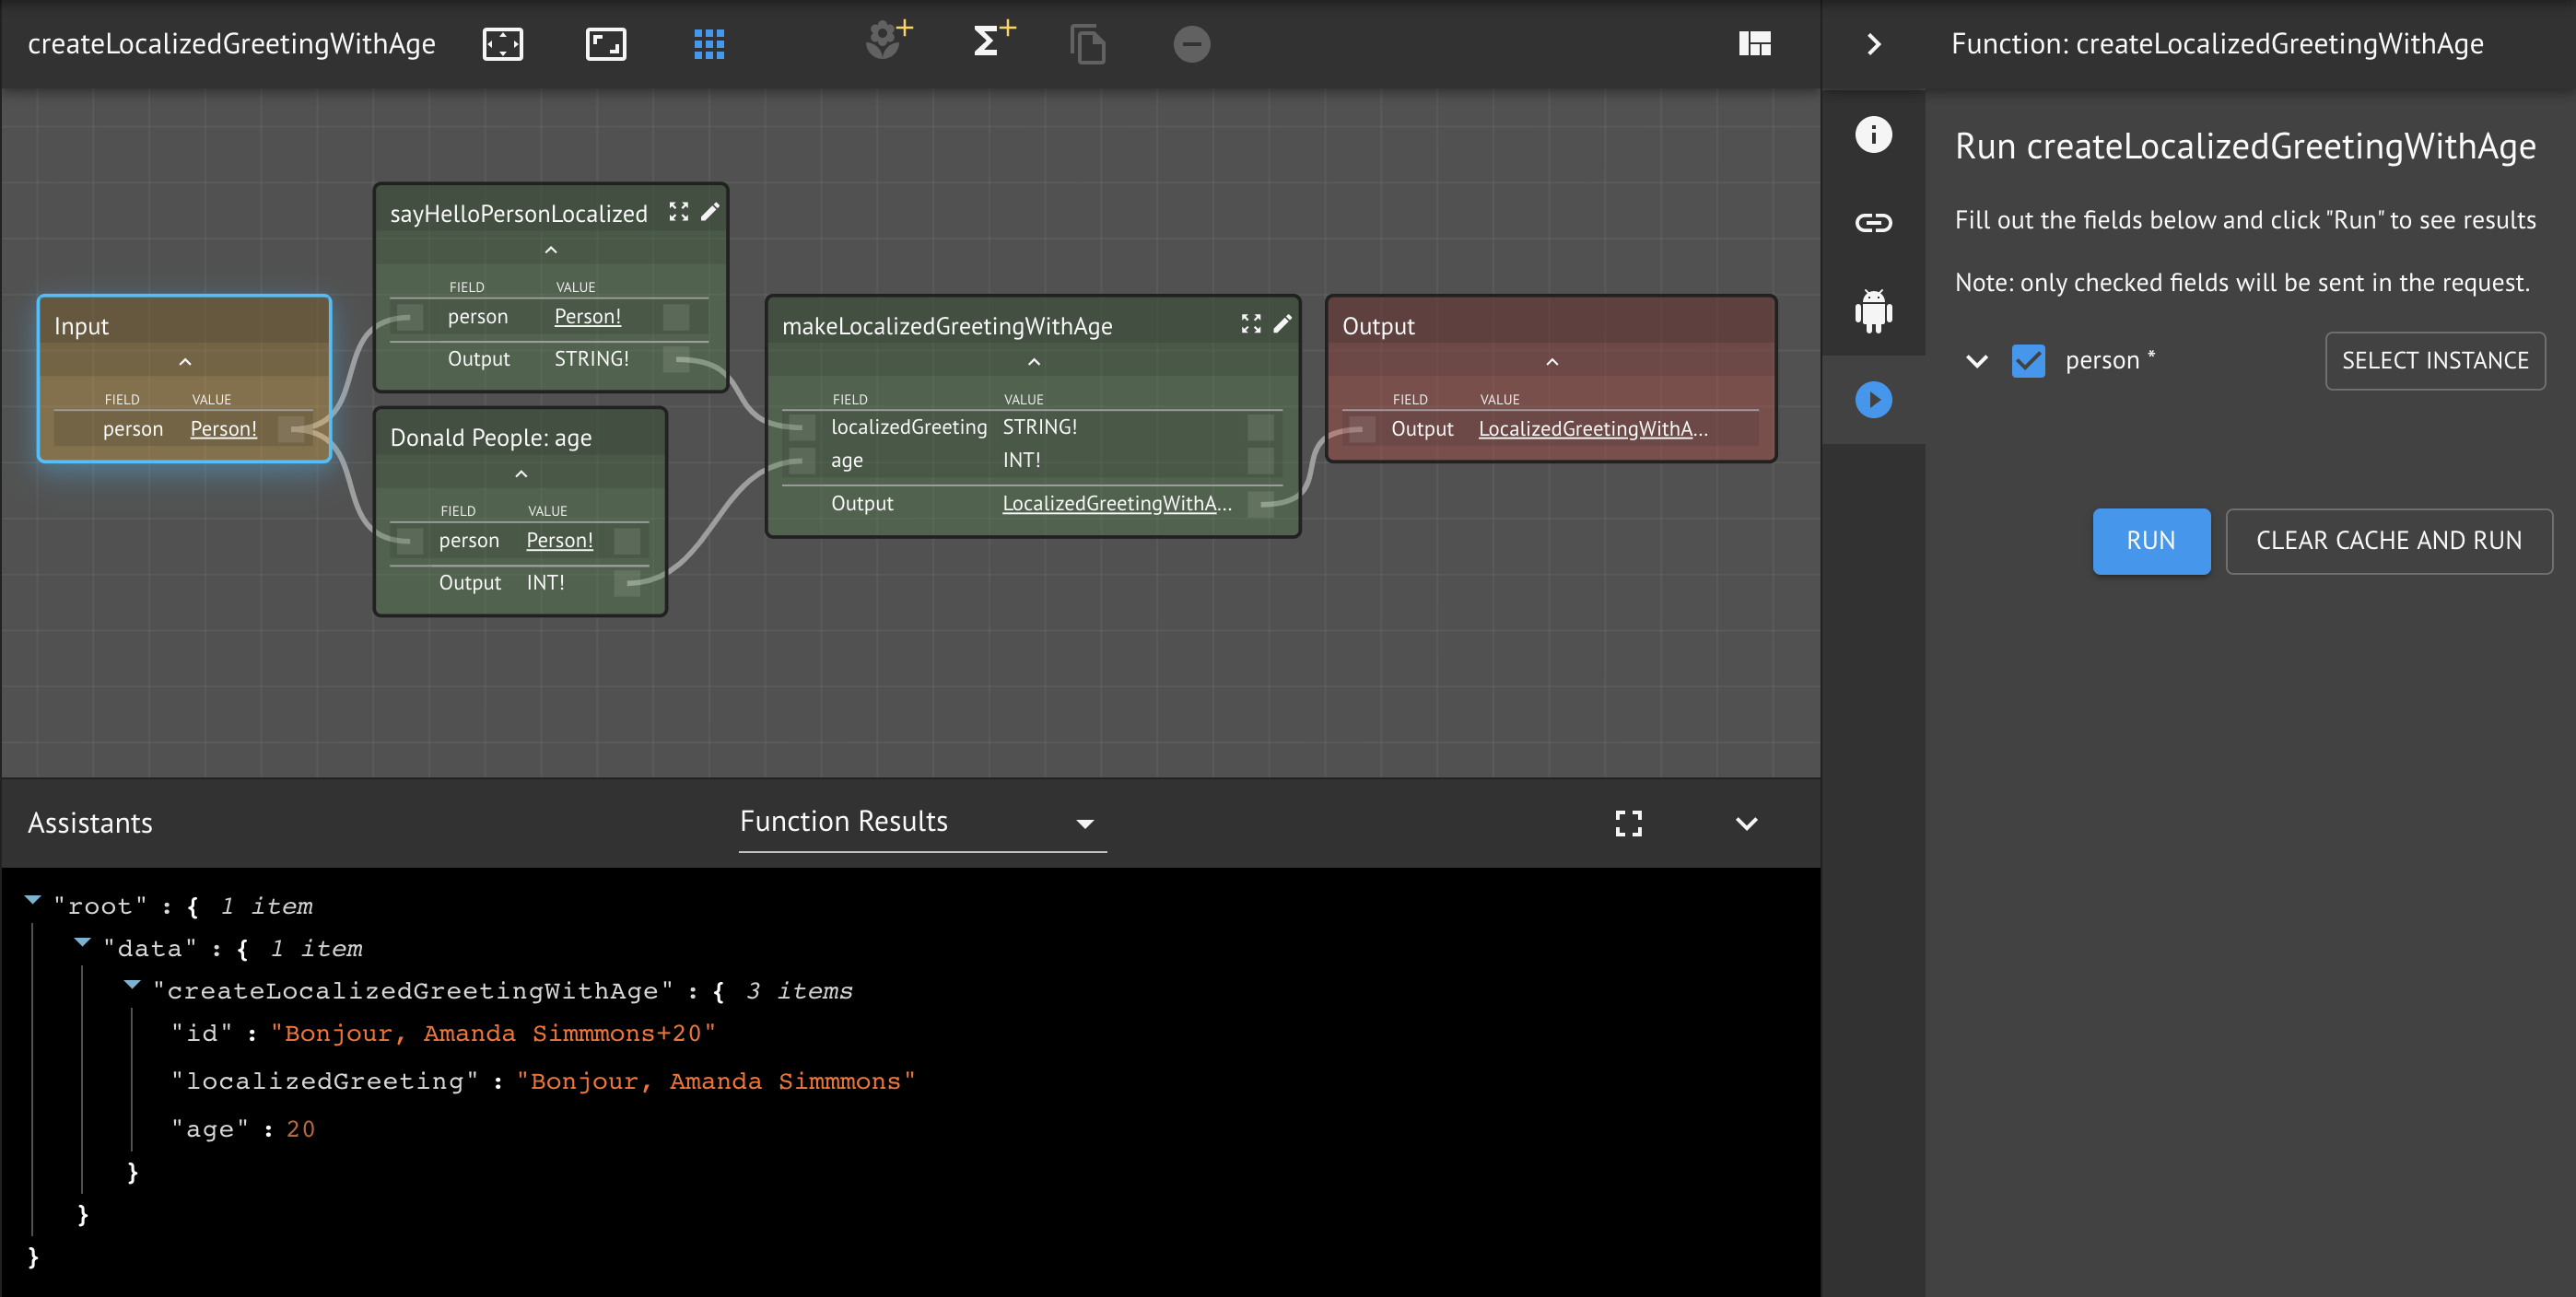 createLocalizedGreetingWithAge
Function: createLocalizedGreetingWithAge
Input
FIELD VALUE
person Person!
sayHelloPersonLocalized
FIELD VALUE
person Person!
Output STRING!
Donald People: age
FIELD VALUE
person Person!
Output INT!
makeLocalizedGreetingWithAge
FIELD VALUE
localizedGreeting STRING!
age INT!
Output LocalizedGreetingWithA...
Output
FIELD VALUE
Output LocalizedGreetingWithA...
Run createLocalizedGreetingWithAge
Fill out the fields below and click "Run" to see results
Note: only checked fields will be sent in the request.
person * SELECT INSTANCE
RUN CLEAR CACHE AND RUN
Assistants Function Results
"root" : { 1 item
"data" : { 1 item
"createLocalizedGreetingWithAge" : { 3 items
"id" : "Bonjour, Amanda Simmmons+20"
"localizedGreeting" : "Bonjour, Amanda Simmmons"
"age" : 20
}
}
}